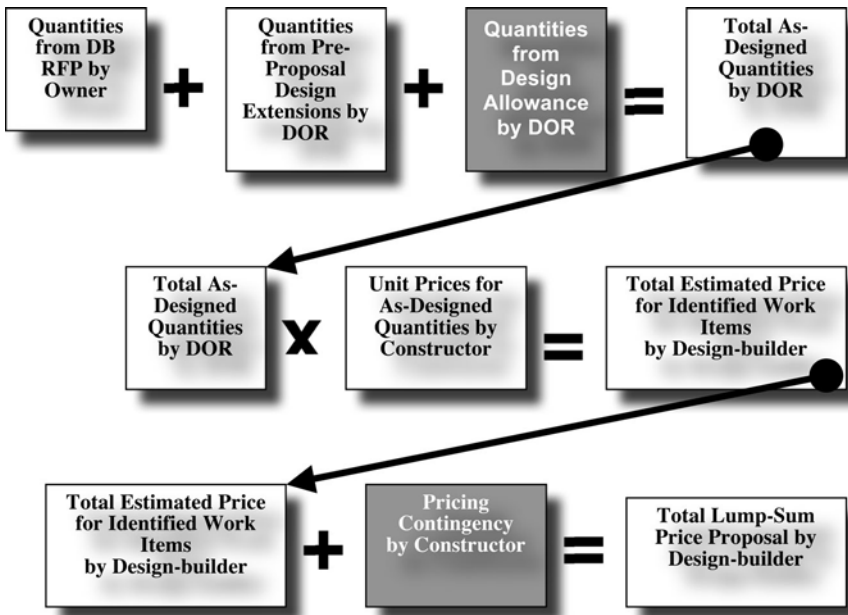 Quantities
from DB
RFP by
Owner
+
Quantities
from Pre-
Proposal
Design
Extensions by
DOR
+
Quantities
from
Design
Allowance
by DOR
=
Total As-
Designed
Quantities
by DOR
Total As-
Designed
Quantities
by DOR
x
Unit Prices for
As-Designed
Quantities by
Constructor
=
Total Estimated Price
for Identified Work
Items
by Design-builder
Total Estimated Price
for Identified Work
Items
by Design-builder
+
Pricing
Contingency
by Constructor
=
Total Lump-Sum
Price Proposal by
Design-builder